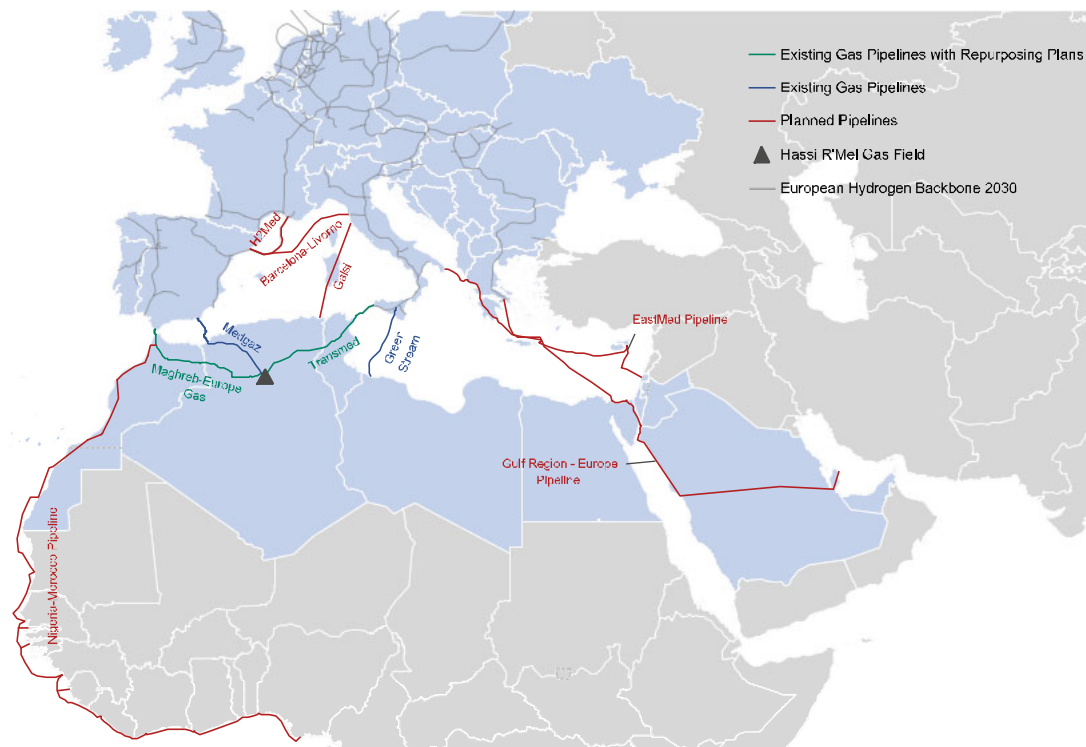 Existing Gas Pipelines with Repurposing Plans
Existing Gas Pipelines
Planned Pipelines
Hassi R'Mel Gas Field
European Hydrogen Backbone 2030
H2Med
Barcelona-Livorno
Galsi
Medgaz
Transmed
Green
Stream
Maghreb-Europe
Gas
EastMed Pipeline
Gulf Region - Europe
Pipeline
Nigeria-Morocco Pipeline